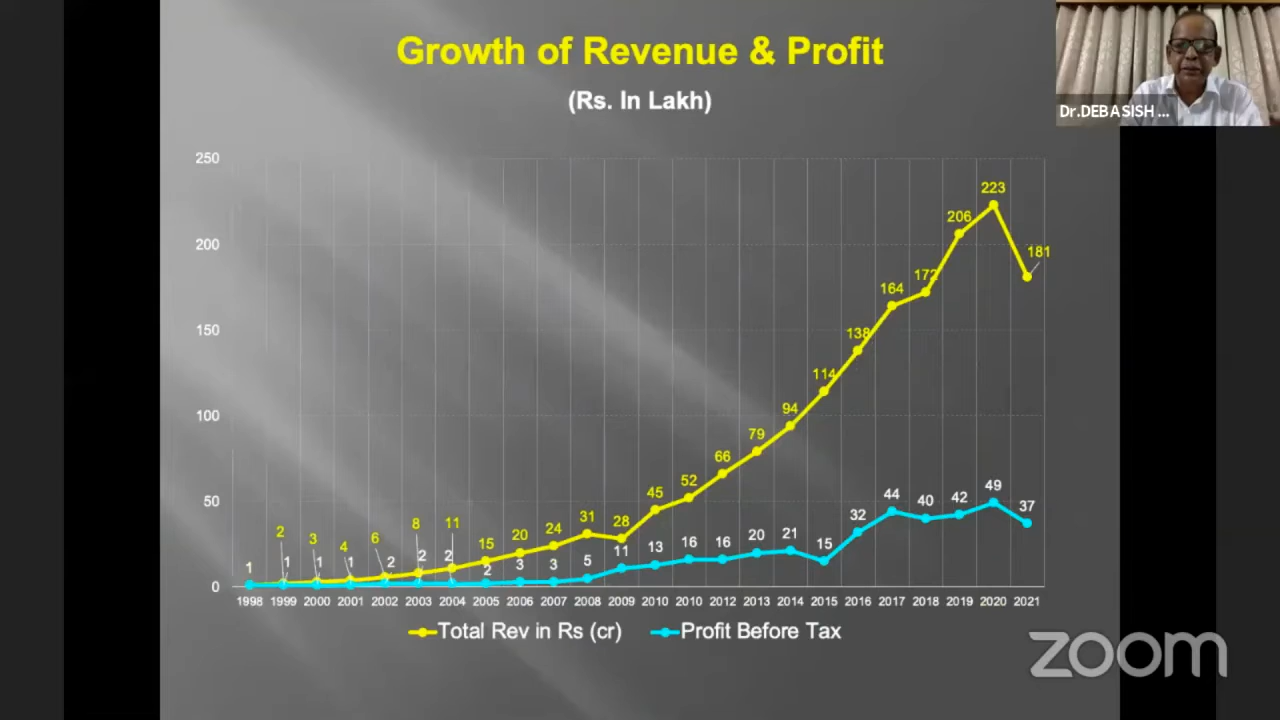 Growth of Revenue & Profit
(Rs. In Lakh)
Dr.DEBASISH ...
250
200
150
100
50
0
2 3 4 6 8 11 15 20 24 31 28 45 52 66 79 94 114 138 164 172 206 223 181
1 1 1 1 2 2 2 2 3 3 5 11 13 16 16 20 21 15 32 44 40 42 49 37
1998 1999 2000 2001 2002 2003 2004 2005 2006 2007 2008 2009 2010 2010 2012 2013 2014 2015 2016 2017 2018 2019 2020 2021
Total Rev in Rs (cr) Profit Before Tax
zoom